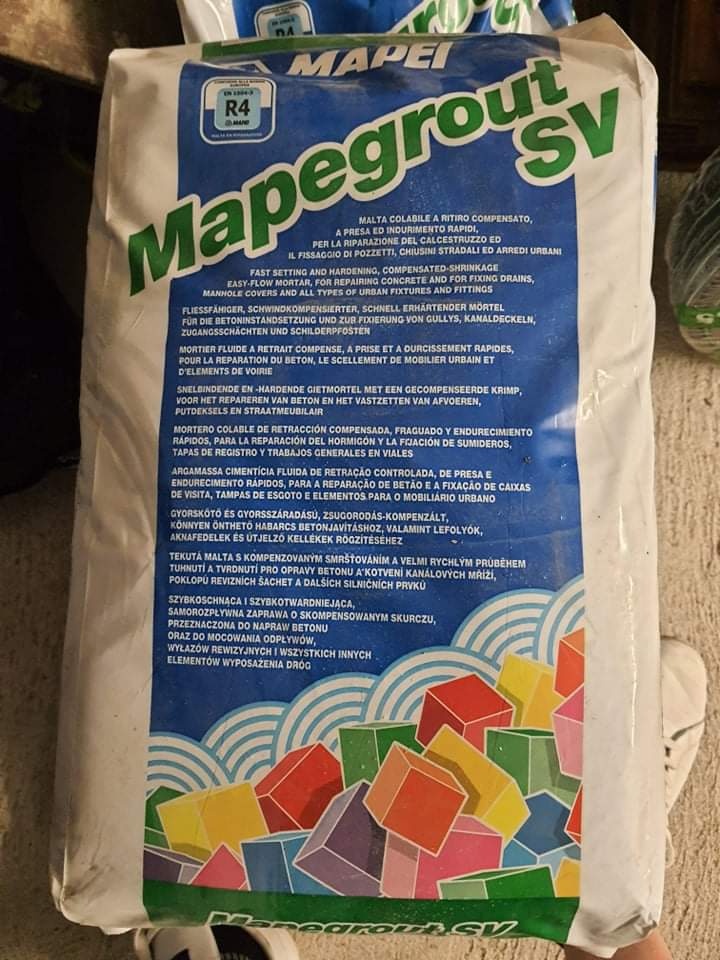 MAPEI
EN 1504-3
R4
MAPEI
Mapegrout
SV
MALTA COLABILE A RITIRO COMPENSATO,
A PRESA ED INDURIMENTO RAPIDI,
PER LA RIPARAZIONE DEL CALCESTRUZZO ED
IL FISSAGGIO DI POZZETTI, CHIUSINI STRADALI ED ARREDI URBANI
FAST SETTING AND HARDENING, COMPENSATED-SHRINKAGE
EASY-FLOW MORTAR, FOR REPAIRING CONCRETE AND FOR FIXING DRAINS,
MANHOLE COVERS AND ALL TYPES OF URBAN FIXTURES AND FITTINGS
FLIESSFÄHIGER, SCHWINDKOMPENSIERTER, SCHNELL ERHÄRTENDER MÖRTEL
FÜR DIE BETONINSTANDSETZUNG UND ZUR FIXIERUNG VON GULLYS, KANALDECKELN,
ZUGANGSSCHÄCHTEN UND SCHILDERPFOSTEN
MORTIER FLUIDE A RETRAIT COMPENSE, A PRISE ET A DURCISSEMENT RAPIDES,
POUR LA REPARATION DU BETON, LE SCELLEMENT DE MOBILIER URBAIN ET
D'ELEMENTS DE VOIRIE
SNELBINDENDE EN -HARDENDE GIETMORTEL MET EEN GECOMPENSEERDE KRIMP,
VOOR HET REPAREREN VAN BETON EN HET VASTZETTEN VAN AFVOEREN,
PUTDEKSELS EN STRAATMEUBILAIR
MORTERO COLABLE DE RETRACCIÓN COMPENSADA, FRAGUADO Y ENDURECIMIENTO
RÁPIDOS, PARA LA REPARACIÓN DEL HORMIGÓN Y LA FIJACIÓN DE SUMIDEROS,
TAPAS DE REGISTRO Y TRABAJOS GENERALES EN VIALES
ARGAMASSA CIMENTÍCIA FLUIDA DE RETRAÇÃO CONTROLADA, DE PRESA E
ENDURECIMENTO RÁPIDOS, PARA A REPARAÇÃO DE BETÃO E A FIXAÇÃO DE CAIXAS
DE VISITA, TAMPAS DE ESGOTO E ELEMENTOS PARA O MOBILIÁRIO URBANO
GYORSKÖTŐ ÉS GYORSSZÁRADÁSÚ, ZSUGORODÁS-KOMPENZÁLT,
KÖNNYEN ÖNTHETŐ HABARCS BETONJAVÍTÁSHOZ, VALAMINT LEFOLYÓK,
AKNAFEDELEK ÉS ÚTJELZŐ KELLÉKEK RÖGZÍTÉSÉHEZ
TEKUTÁ MALTA S KOMPENZOVANÝM SMRŠŤOVÁNÍM A VELMI RYCHLÝM PRŮBĚHEM
TUHNUTÍ A TVRDNUTÍ PRO OPRAVY BETONU A KOTVENÍ KANÁLOVÝCH MŘÍŽÍ,
POKLOPŮ REVIZNÍCH ŠACHET A DALŠÍCH SILNIČNÍCH PRVKŮ
SZYBKOSCHNĄCA I SZYBKOTWARDNIEJĄCA,
SAMOROZPŁYWNA ZAPRAWA O SKOMPENSOWANYM SKURCZU,
PRZEZNACZONA DO NAPRAW BETONU
ORAZ DO MOCOWANIA ODPŁYWÓW,
WŁAZÓW REWIZYJNYCH I WSZYSTKICH INNYCH
ELEMENTÓW WYPOSAŻENIA DRÓG
Mapegrout SV